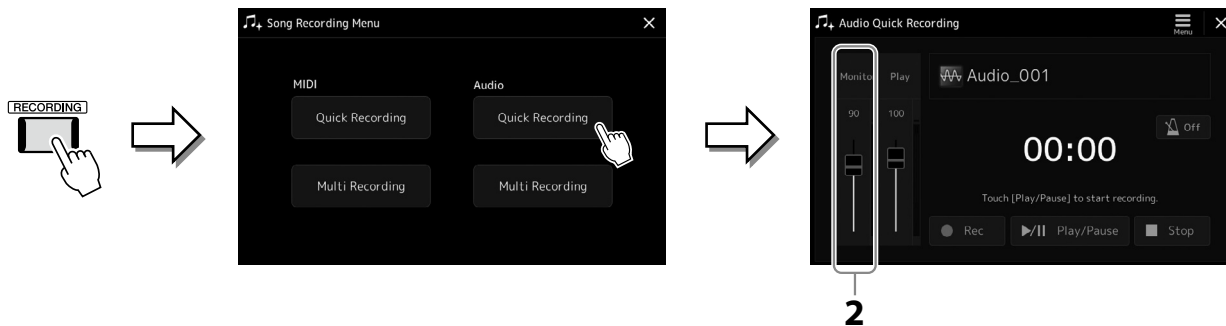 RECORDING
Song Recording Menu
MIDI
Audio
Quick Recording
Quick Recording
Multi Recording
Multi Recording
Audio Quick Recording
Menu
Monito
Play
Audio_001
90
100
Off
00:00
Touch [Play/Pause] to start recording.
Rec
Play/Pause
Stop
2